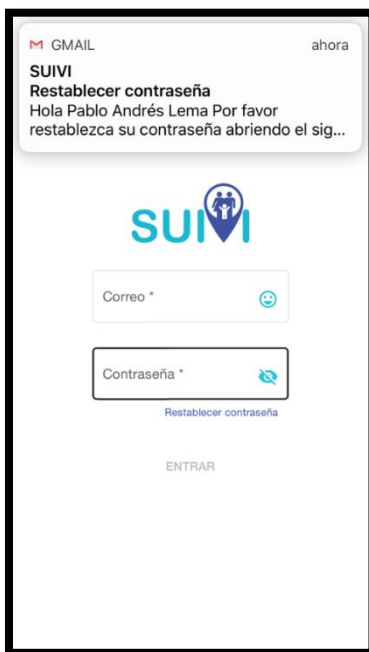 GMAIL ahora
SUIVI
Restablecer contraseña
Hola Pablo Andrés Lema Por favor
restablezca su contraseña abriendo el sig...
SUIVI
Correo *
Contraseña *
Restablecer contraseña
ENTRAR